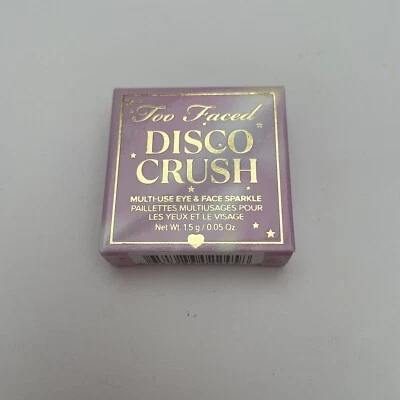 Too Faced
DISCO
CRUSH
MULTI-USE EYE & FACE SPARKLE
PAILLETTES MULTIUSAGES POUR
LES YEUX ET LE VISAGE
Net Wt. 1.5 g / 0.05 Oz.